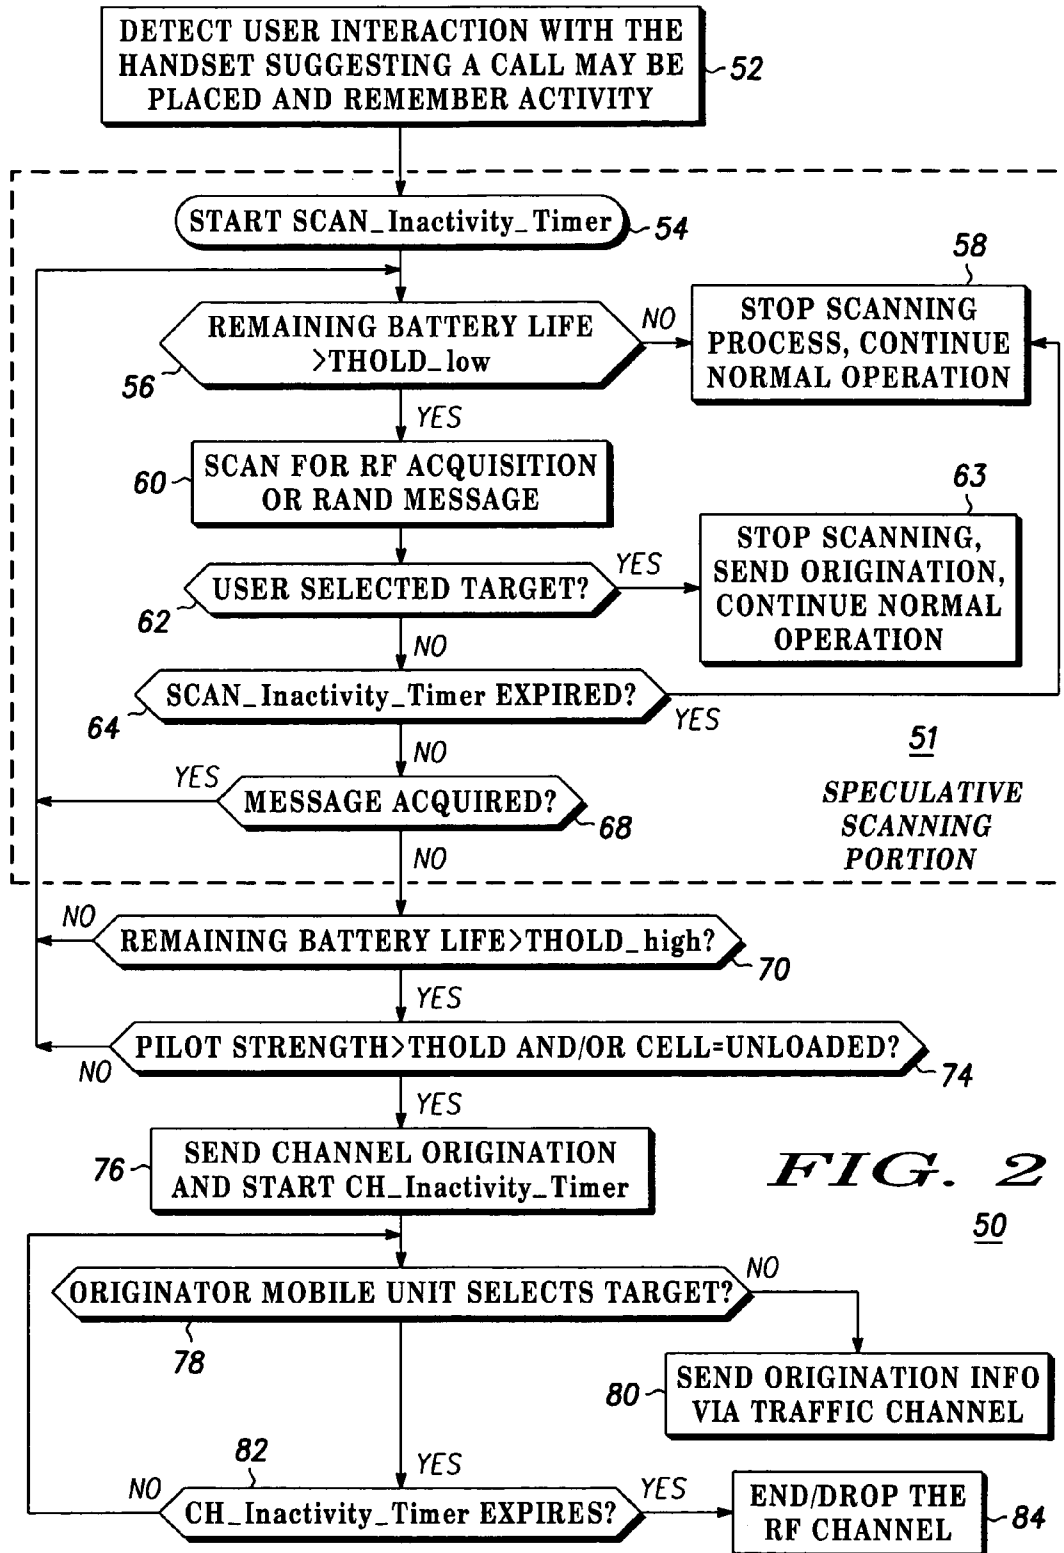 DETECT USER INTERACTION WITH THE
HANDSET SUGGESTING A CALL MAY BE
PLACED AND REMEMBER ACTIVITY
52
START SCAN_Inactivity_Timer
54
REMAINING BATTERY LIFE
>THOLD_low
56
NO
58
STOP SCANNING
PROCESS, CONTINUE
NORMAL OPERATION
YES
60
SCAN FOR RF ACQUISITION
OR RAND MESSAGE
62
USER SELECTED TARGET?
YES
63
STOP SCANNING,
SEND ORIGINATION,
CONTINUE NORMAL
OPERATION
NO
64
SCAN_Inactivity_Timer EXPIRED?
YES
NO
51
SPECULATIVE
SCANNING
PORTION
YES
MESSAGE ACQUIRED?
68
NO
NO
REMAINING BATTERY LIFE>THOLD_high?
70
YES
NO
PILOT STRENGTH>THOLD AND/OR CELL=UNLOADED?
74
YES
76
SEND CHANNEL ORIGINATION
AND START CH_Inactivity_Timer
FIG. 2
50
ORIGINATOR MOBILE UNIT SELECTS TARGET?
NO
78
80
SEND ORIGINATION INFO
VIA TRAFFIC CHANNEL
YES
82
NO
CH_Inactivity_Timer EXPIRES?
YES
END/DROP THE
RF CHANNEL
84